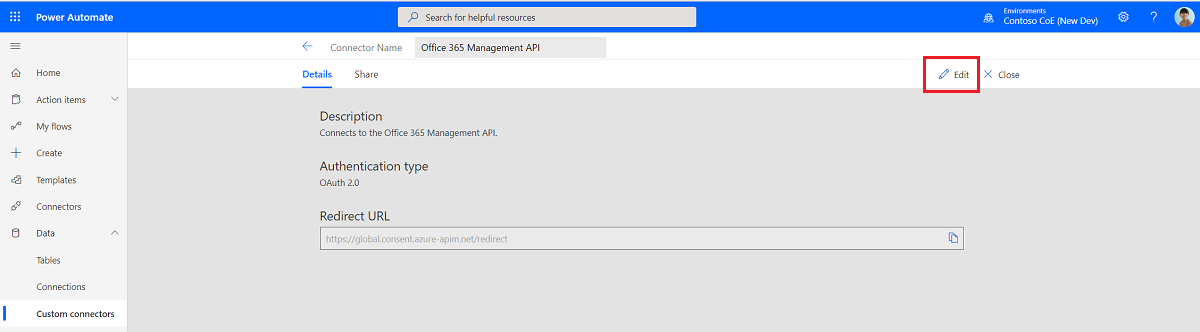 Power Automate
Search for helpful resources
Environments
Contoso CoE (New Dev)
?
Connector Name
Office 365 Management API
Home
Action items
My flows
Create
Templates
Connectors
Data
Tables
Connections
Custom connectors
Details
Share
Edit
Close
Description
Connects to the Office 365 Management API.
Authentication type
OAuth 2.0
Redirect URL
https://global.consent.azure-apim.net/redirect